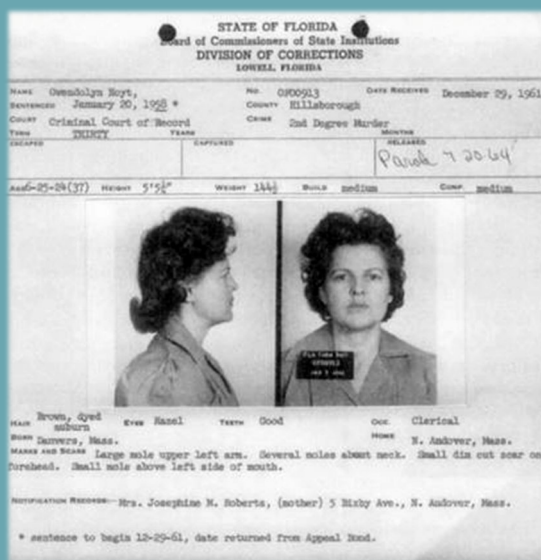 STATE OF FLORIDA
Board of Commissioners of State Institutions
DIVISION OF CORRECTIONS
LOWELL, FLORIDA
NAME Gwendolyn Hoyt, NO. OF00913 DATE RECEIVED December 29, 1961
SENTENCED January 20, 1958 * COUNTY Hillsborough
COURT Criminal Court of Record CRIME 2nd Degree Murder
TERM THIRTY YEARS MONTHS
ESCAPED CAPTURED RELEASED
Parole 7-20-64
AGE 6-25-24(37) HEIGHT 5'5½" WEIGHT 144½ BUILD medium COMP. medium
HAIR Brown, dyed auburn EYES Hazel TEETH Good OCC. Clerical
BORN Danvers, Mass. HOME N. Andover, Mass.
MARKS AND SCARS Large mole upper left arm. Several moles about neck. Small dim cut scar on
forehead. Small mole above left side of mouth.
NOTIFICATION RECORDS: Mrs. Josephine M. Roberts, (mother) 5 Bixby Ave., N. Andover, Mass.
* sentence to begin 12-29-61, date returned from Appeal Bond.